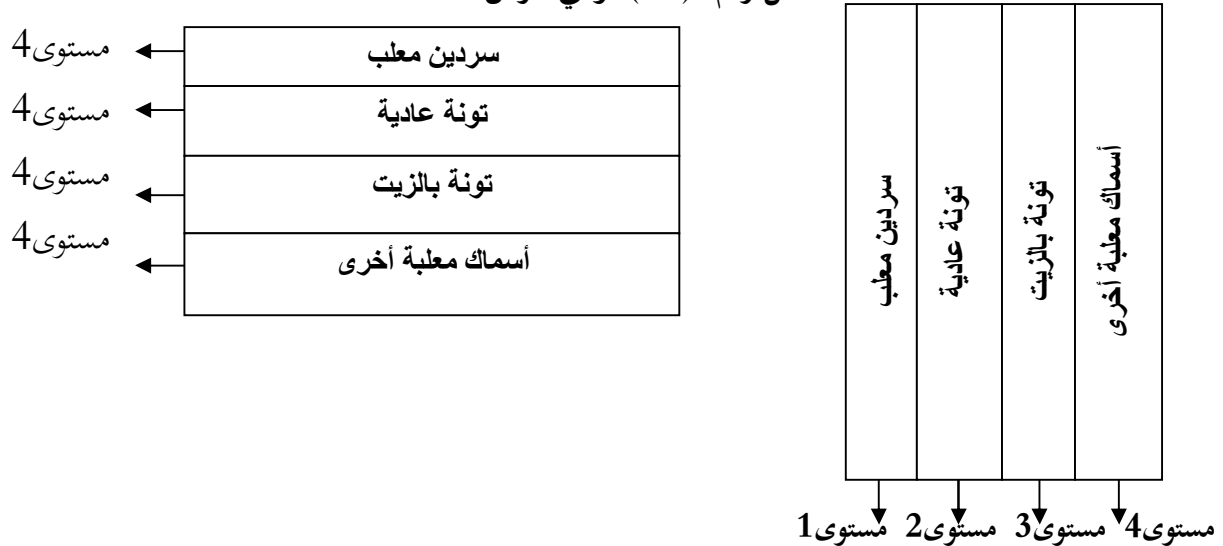 مستوى4
سردين معلب
مستوى4
تونة عادية
مستوى4
تونة بالزيت
مستوى4
أسماك معلبة أخرى
سردين معلب
تونة عادية
تونة بالزيت
أسماك معلبة أخرى
مستوى1 مستوى2 مستوى3 مستوى4